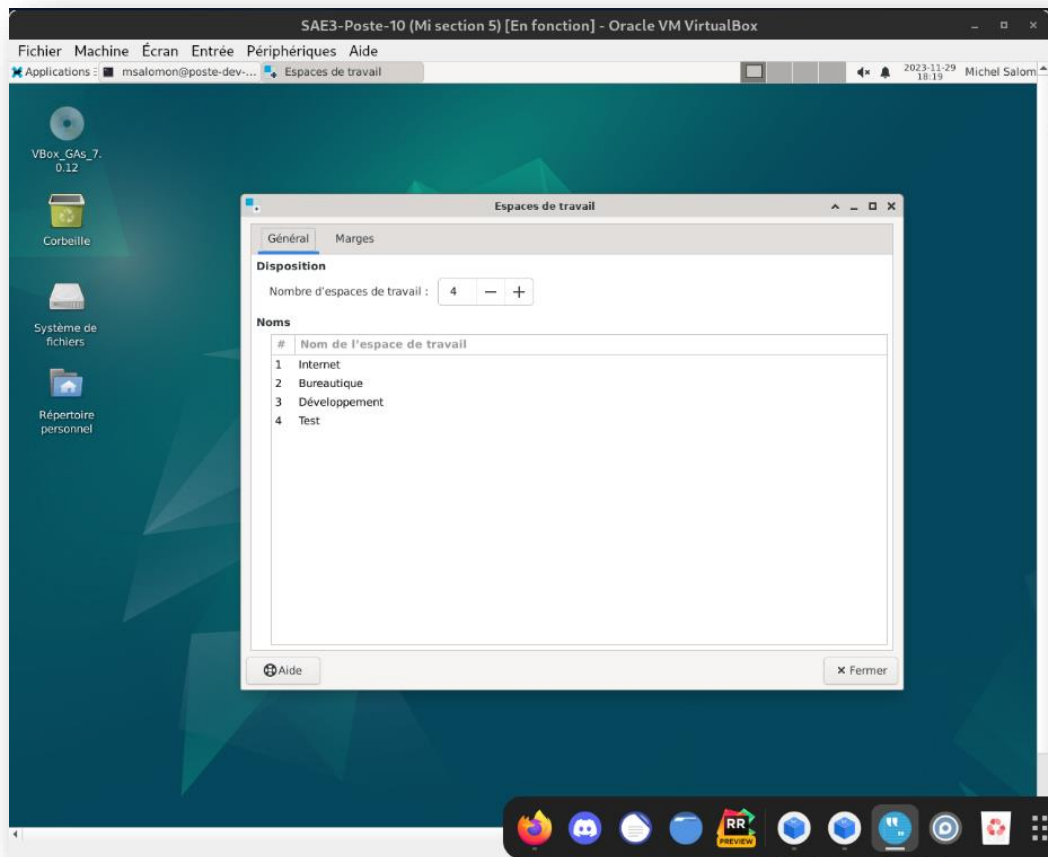 SAE3-Poste-10 (Mi section 5) [En fonction] - Oracle VM VirtualBox
Fichier Machine Écran Entrée Périphériques Aide
Applications msalomon@poste-dev-... Espaces de travail 2023-11-29 18:19 Michel Salom
VBox_GAs_7.
0.12
Corbeille
Système de
fichiers
Répertoire
personnel
Espaces de travail
Général Marges
Disposition
Nombre d'espaces de travail : 4 — +
Noms
# Nom de l'espace de travail
1 Internet
2 Bureautique
3 Développement
4 Test
Aide × Fermer
RR
PREVIEW